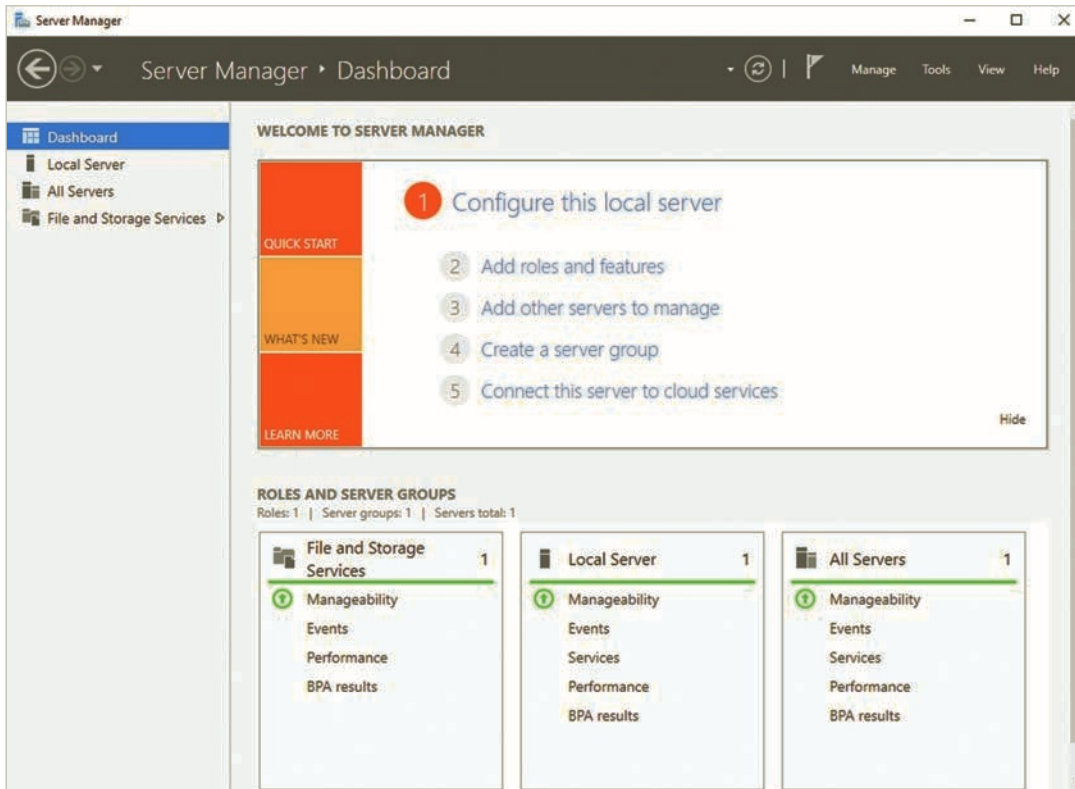 Server Manager
Server Manager ‣ Dashboard
Manage Tools View Help
Dashboard
Local Server
All Servers
File and Storage Services
WELCOME TO SERVER MANAGER
QUICK START
WHAT'S NEW
LEARN MORE
1 Configure this local server
2 Add roles and features
3 Add other servers to manage
4 Create a server group
5 Connect this server to cloud services
Hide
ROLES AND SERVER GROUPS
Roles: 1 | Server groups: 1 | Servers total: 1
File and Storage
Services 1
Manageability
Events
Performance
BPA results
Local Server 1
Manageability
Events
Services
Performance
BPA results
All Servers 1
Manageability
Events
Services
Performance
BPA results